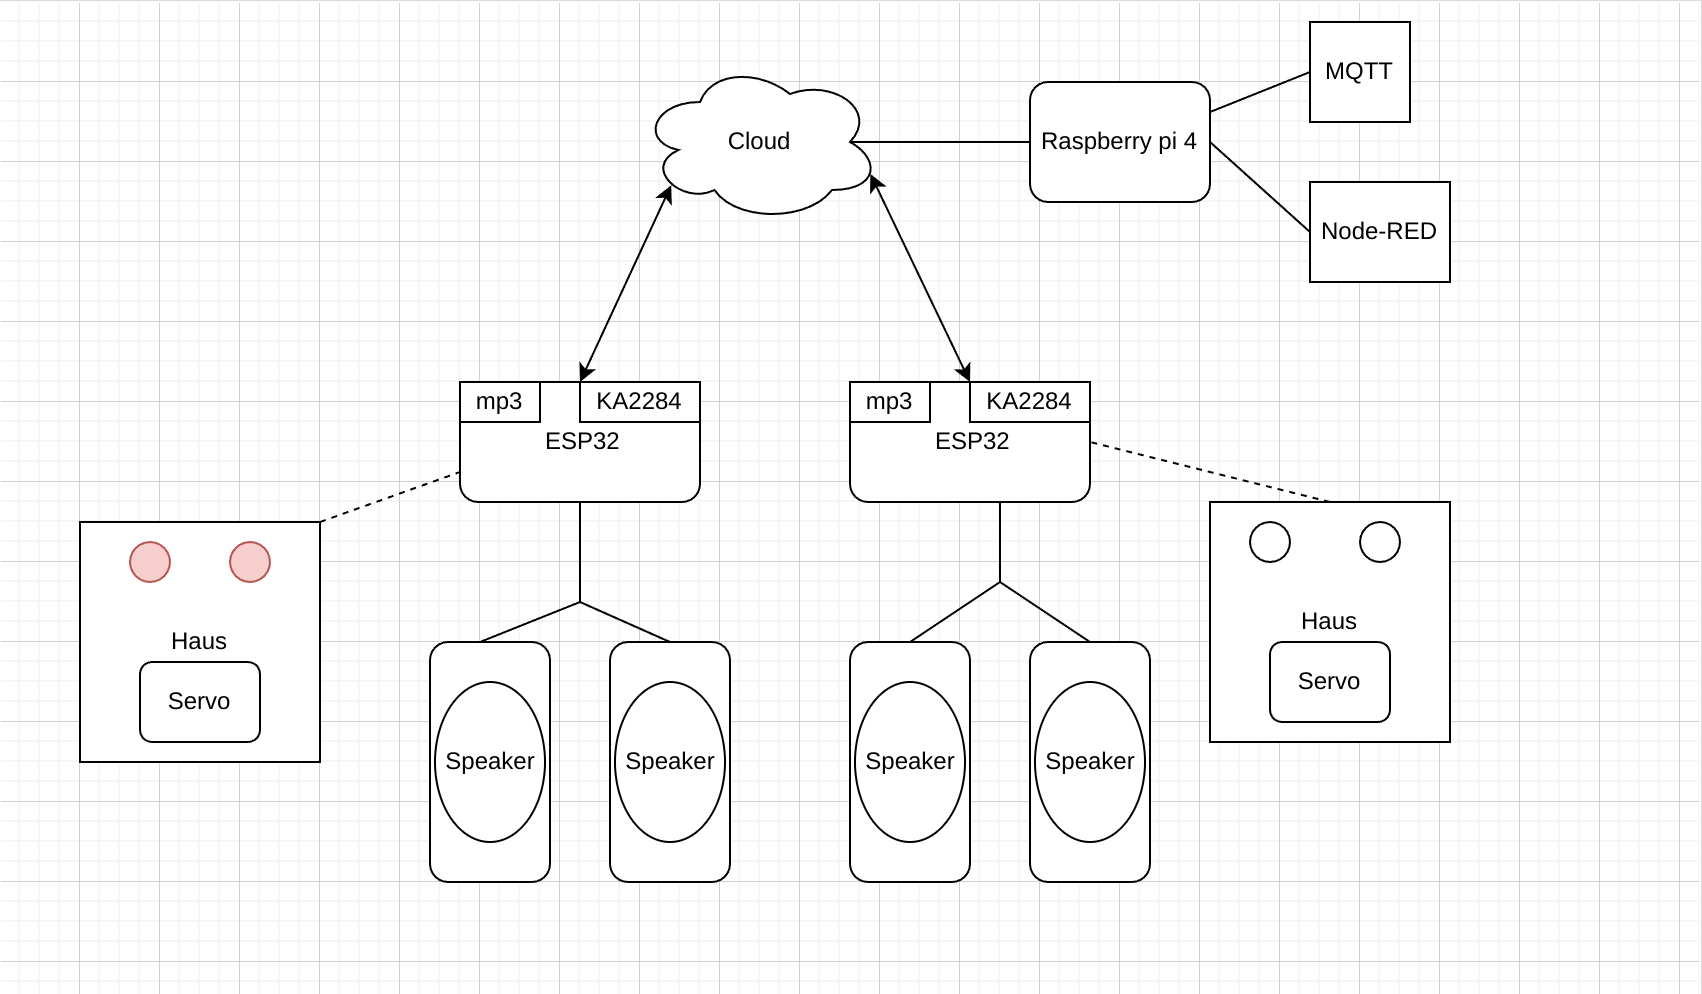 MQTT
Cloud
Raspberry pi 4
Node-RED
mp3
KA2284
ESP32
mp3
KA2284
ESP32
Haus
Servo
Speaker
Speaker
Speaker
Speaker
Haus
Servo